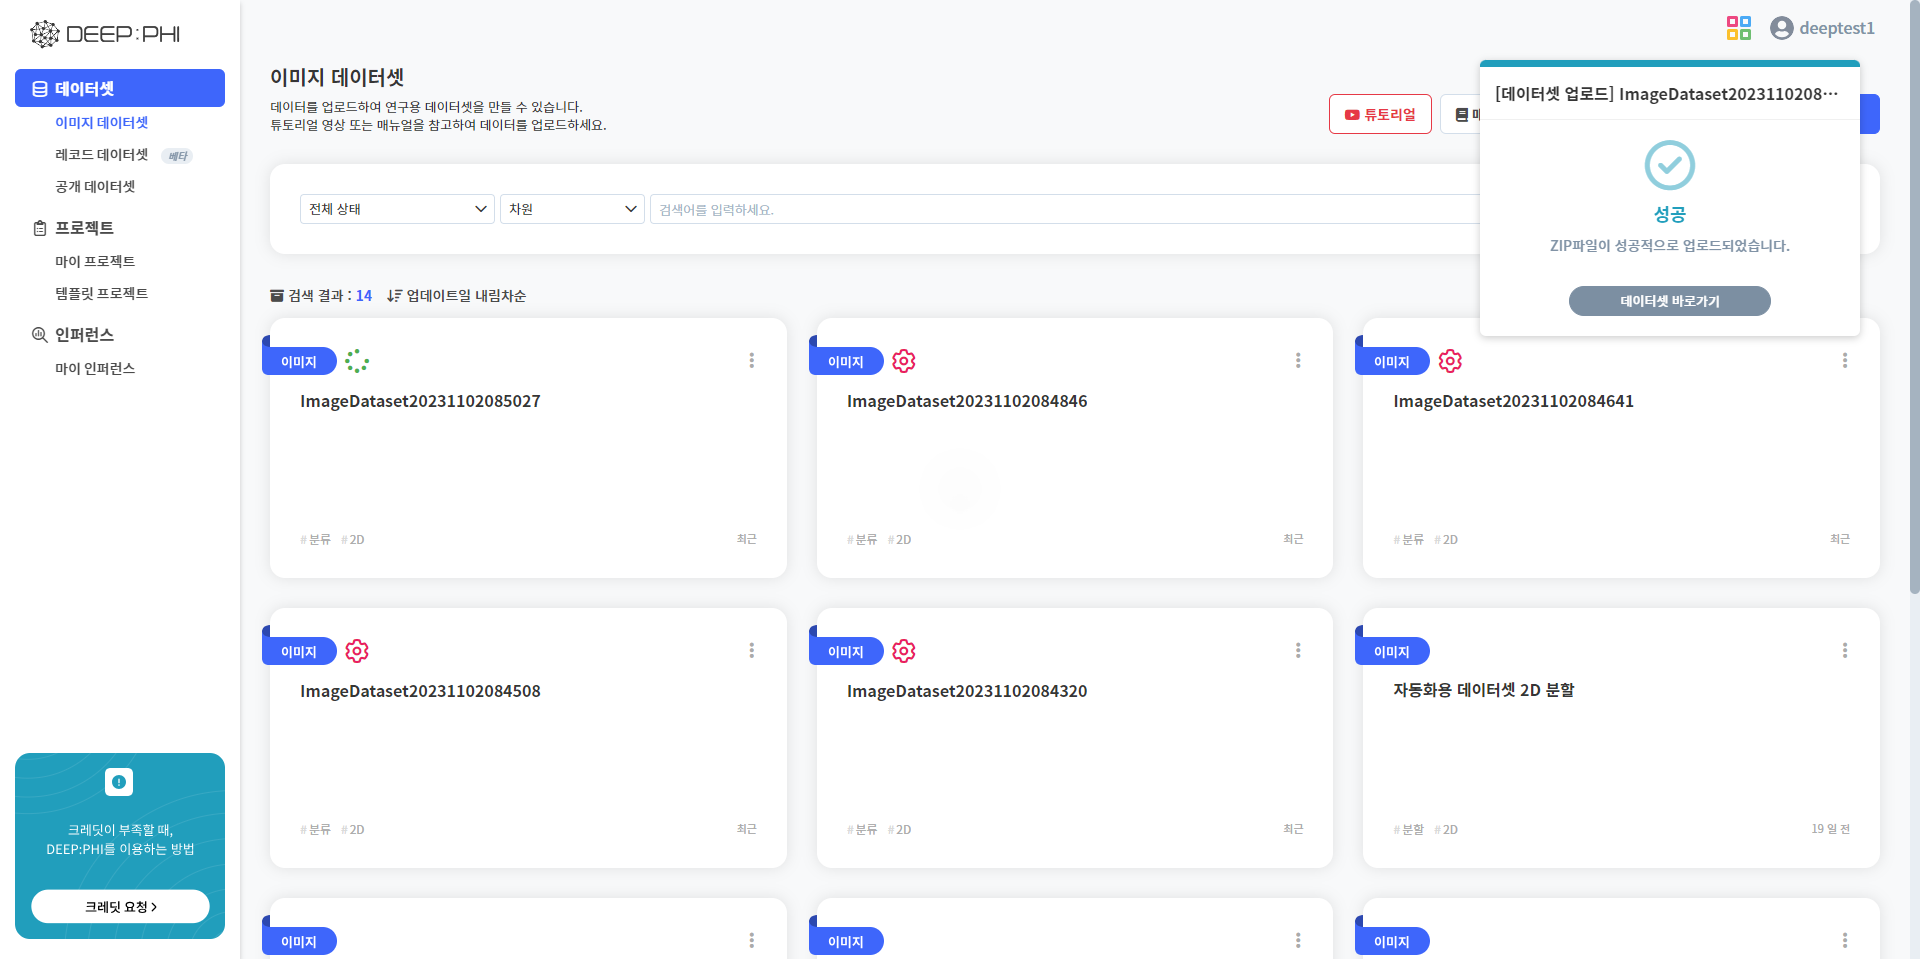 DEEP:PHI
데이터셋
이미지 데이터셋
레코드 데이터셋 베타
공개 데이터셋
프로젝트
마이 프로젝트
템플릿 프로젝트
인퍼런스
마이 인퍼런스
크레딧이 부족할 때,
DEEP:PHI를 이용하는 방법
크레딧 요청
deeptest1
이미지 데이터셋
데이터를 업로드하여 연구용 데이터셋을 만들 수 있습니다.
튜토리얼 영상 또는 매뉴얼을 참고하여 데이터를 업로드하세요.
튜토리얼
[데이터셋 업로드] ImageDataset2023110208…
성공
ZIP파일이 성공적으로 업로드되었습니다.
데이터셋 바로가기
전체 상태
차원
검색어를 입력하세요.
검색 결과 : 14 업데이트일 내림차순
이미지
ImageDataset20231102085027
#분류 #2D 최근
이미지
ImageDataset20231102084846
#분류 #2D 최근
이미지
ImageDataset20231102084641
#분류 #2D 최근
이미지
ImageDataset20231102084508
#분류 #2D 최근
이미지
ImageDataset20231102084320
#분류 #2D 최근
이미지
자동화용 데이터셋 2D 분할
#분할 #2D 19 일 전
이미지
이미지
이미지